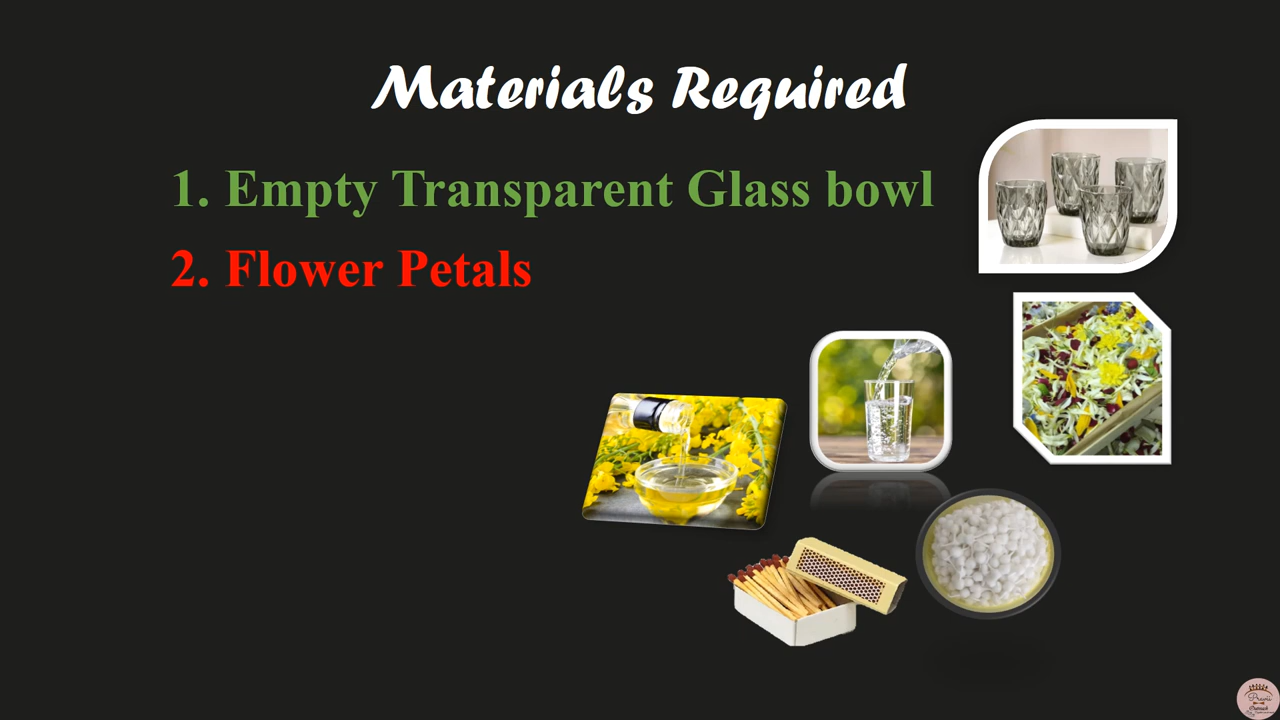 Materials Required
1. Empty Transparent Glass bowl
2. Flower Petals